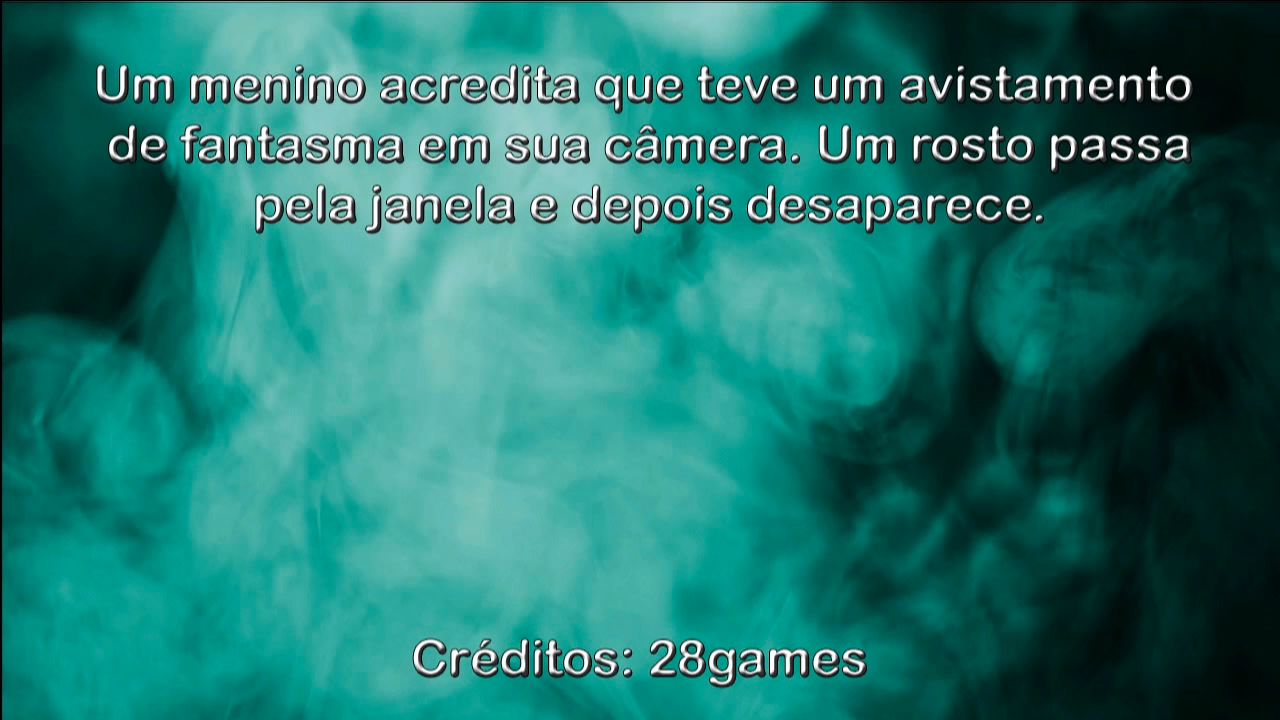 Um menino acredita que teve um avistamento
de fantasma em sua câmera. Um rosto passa
pela janela e depois desaparece.
Créditos: 28games